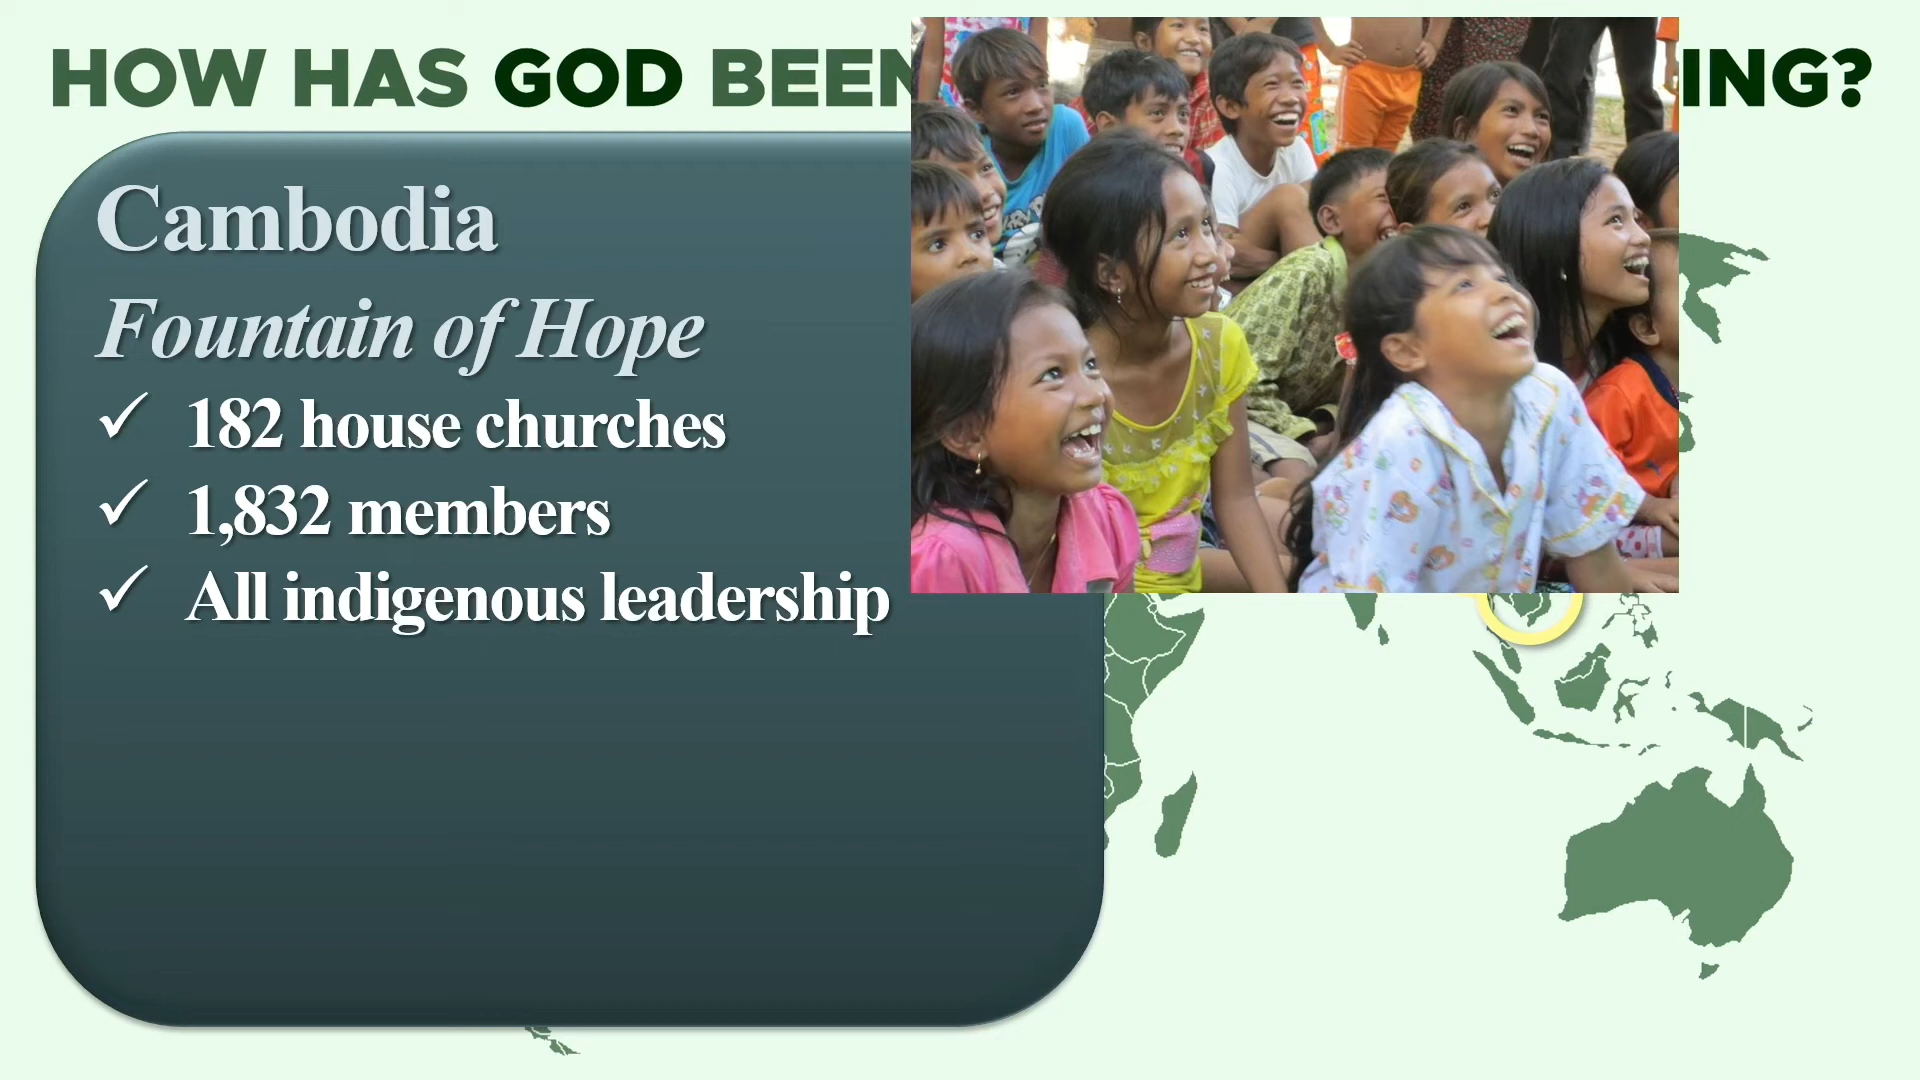 HOW HAS GOD BEEN ING?
Cambodia
Fountain of Hope
✓ 182 house churches
✓ 1,832 members
✓ All indigenous leadership